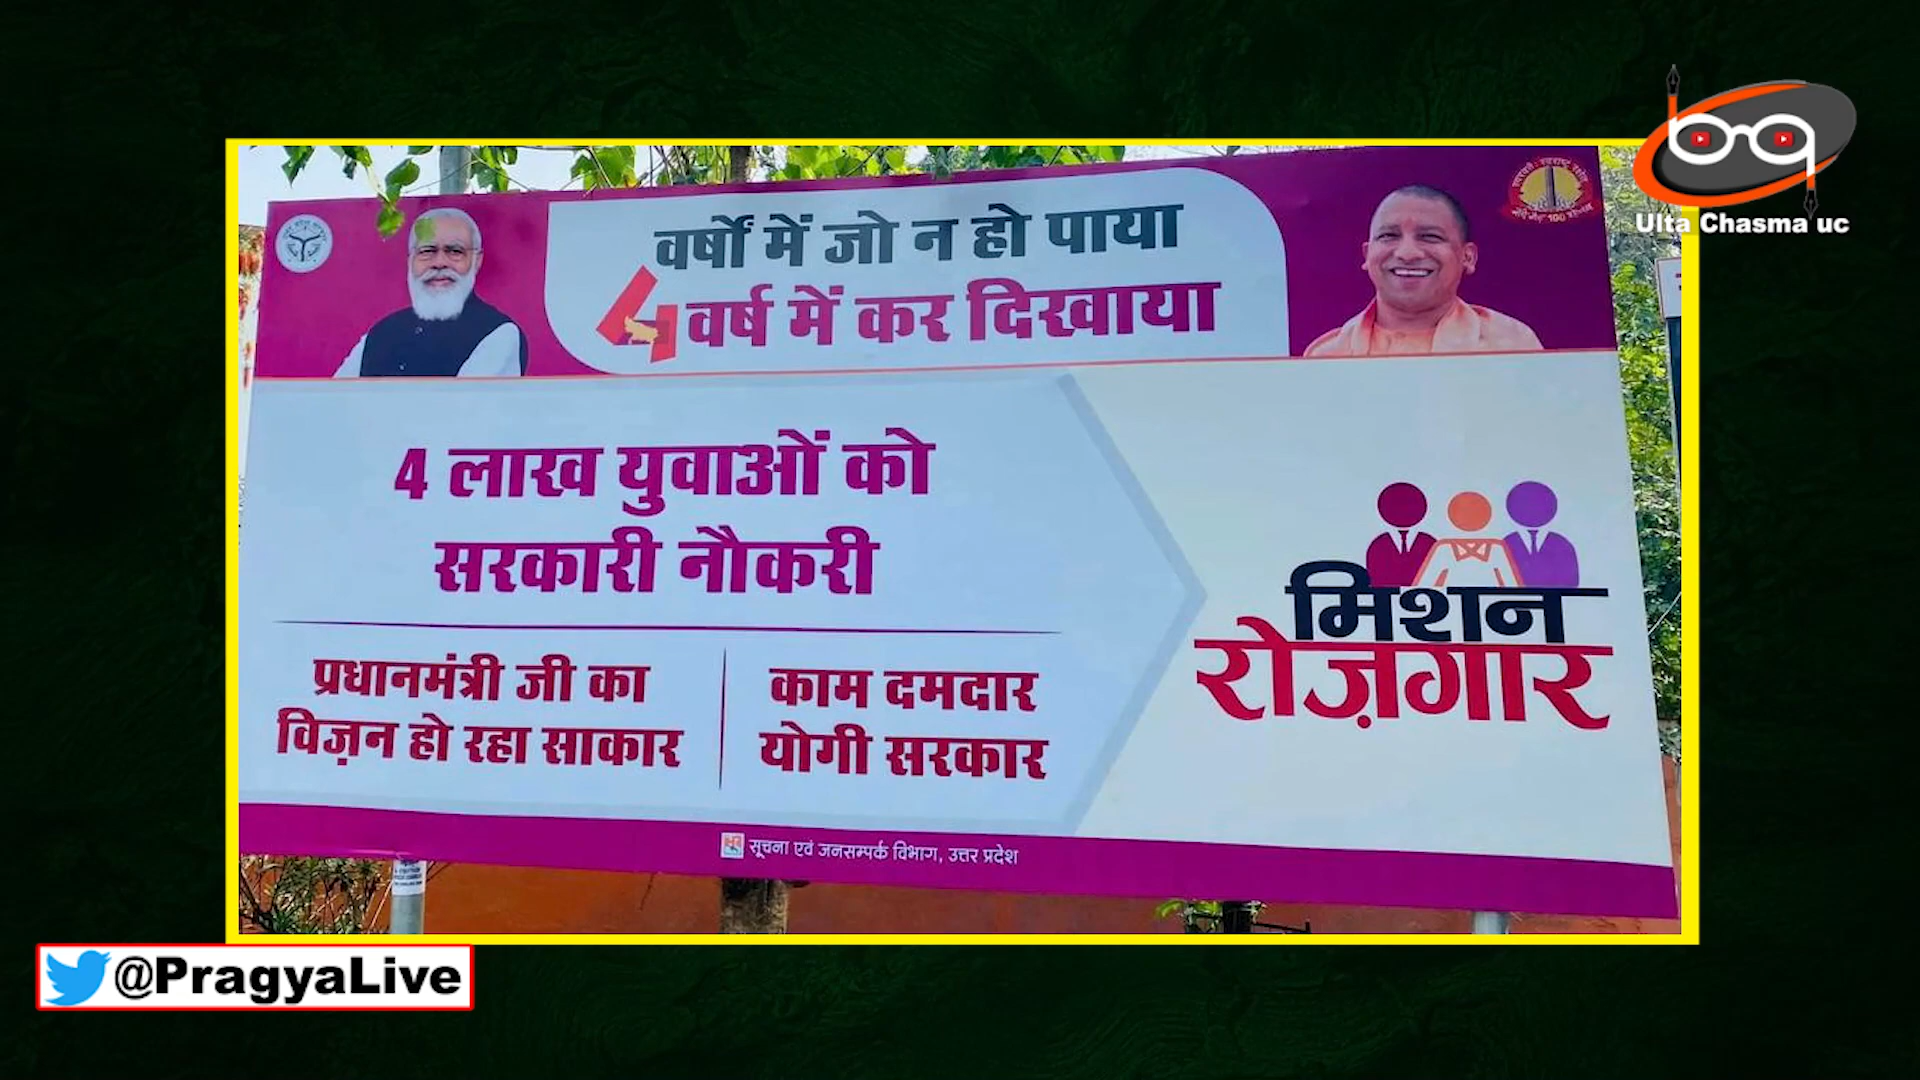 Ulta Chasma uc
वर्षों में जो न हो पाया
4 वर्ष में कर दिखाया
4 लाख युवाओं को
सरकारी नौकरी
प्रधानमंत्री जी का
विज़न हो रहा साकार
काम दमदार
योगी सरकार
मिशन
रोज़गार
सूचना एवं जनसम्पर्क विभाग, उत्तर प्रदेश
@PragyaLive